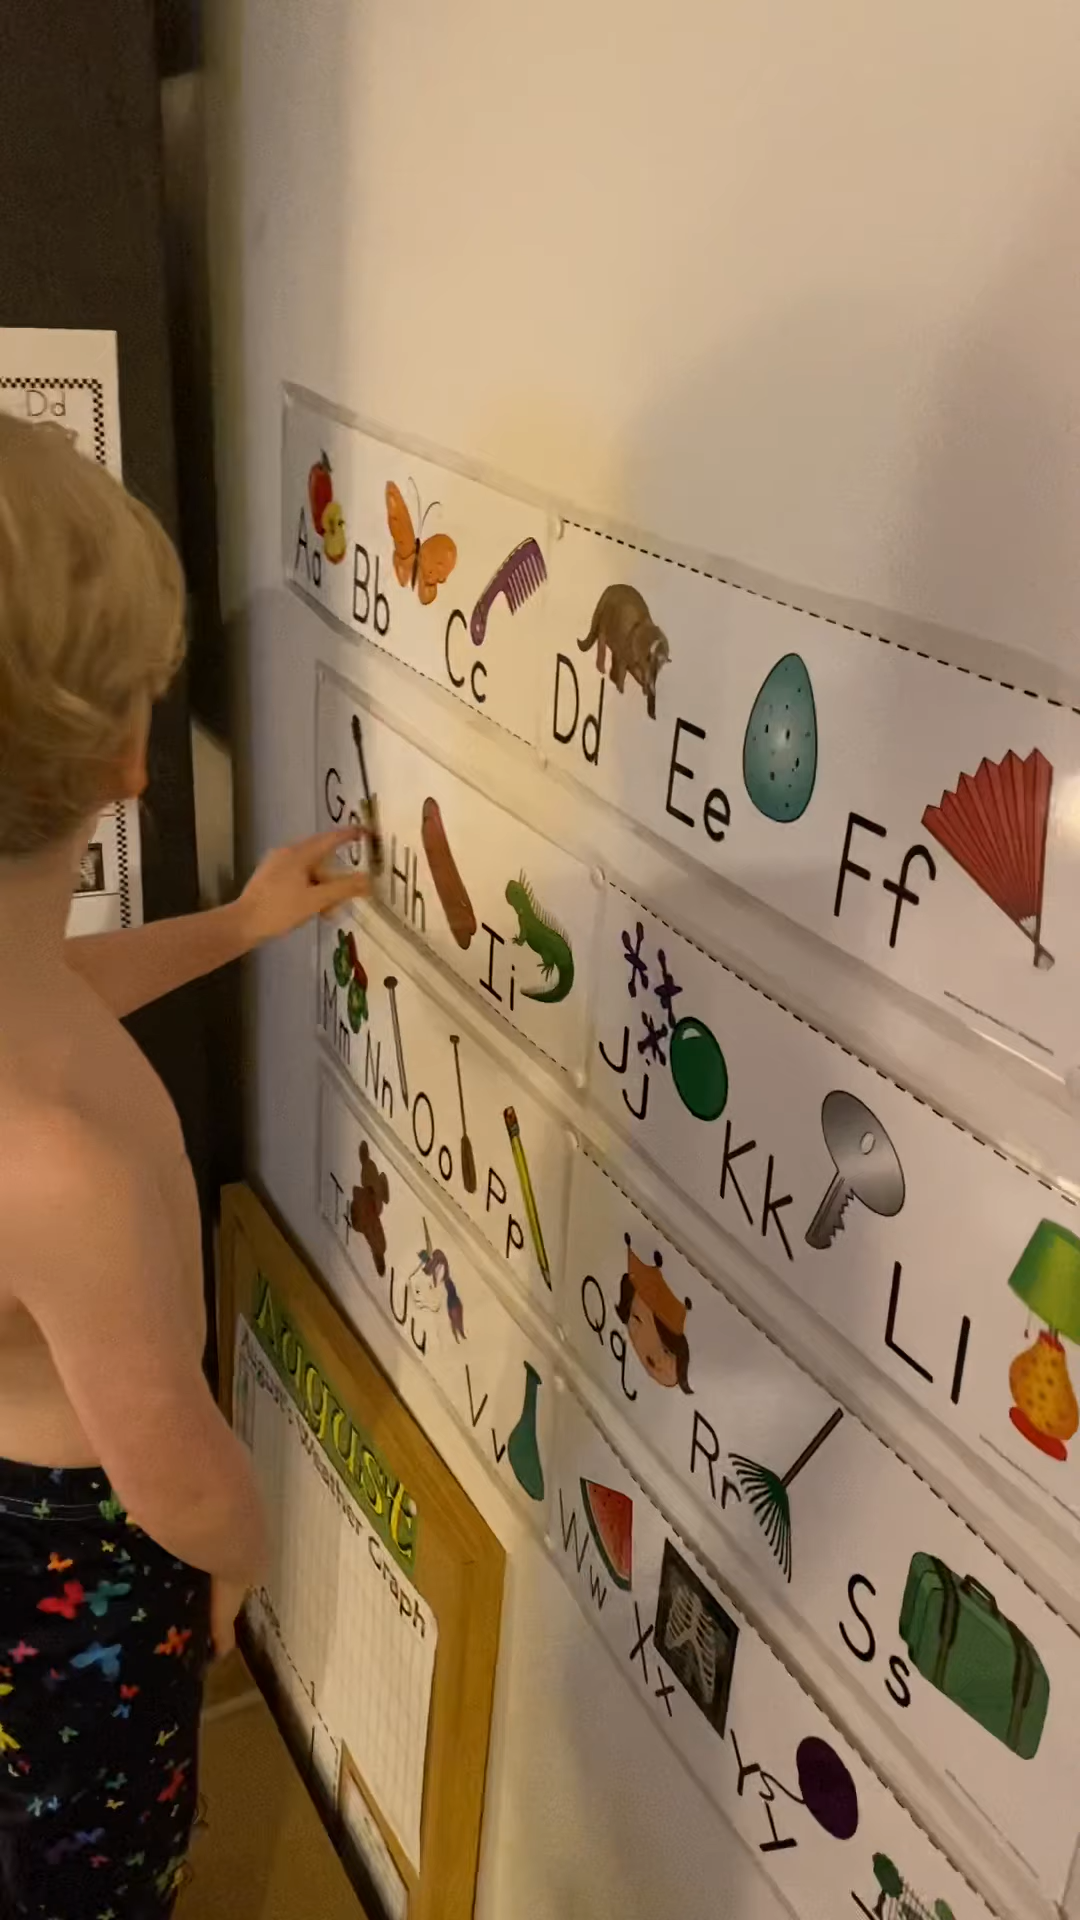 Dd
Aa Bb Cc Dd Ee Ff
Gg Hh Ii Jj Kk Ll
Mm Nn Oo Pp Qq Rr Ss
Tt Uu Vv Ww Xx Yy
August
August's Weather Graph